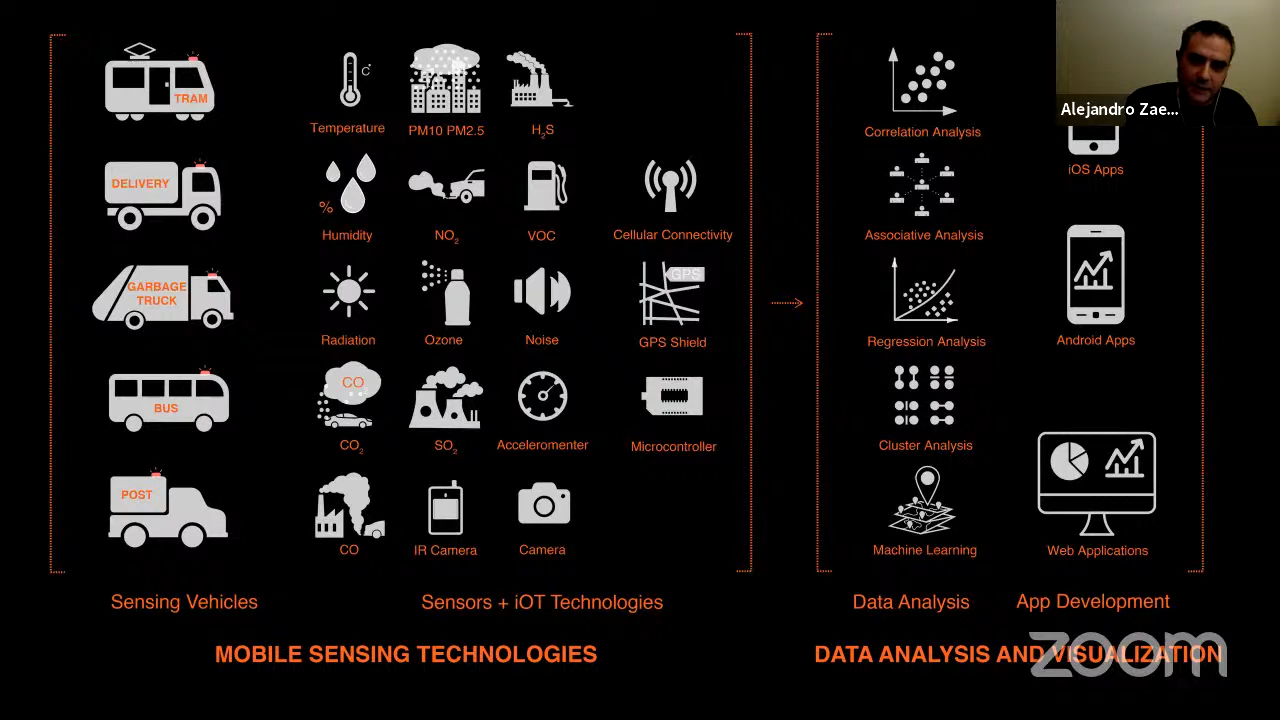 TRAM
C°
Temperature
PM10 PM2.5
H2S
DELIVERY
%
Humidity
NO2
VOC
Cellular Connectivity
GARBAGE
TRUCK
Radiation
Ozone
Noise
GPS
GPS Shield
BUS
CO
CO2
SO2
Acceleromenter
Microcontroller
POST
CO
IR Camera
Camera
Sensing Vehicles
Sensors + iOT Technologies
MOBILE SENSING TECHNOLOGIES
Correlation Analysis
Associative Analysis
Regression Analysis
Cluster Analysis
Machine Learning
Alejandro Zae...
iOS Apps
Android Apps
Web Applications
Data Analysis
App Development
DATA ANALYSIS AND VISUALIZATION
zoom